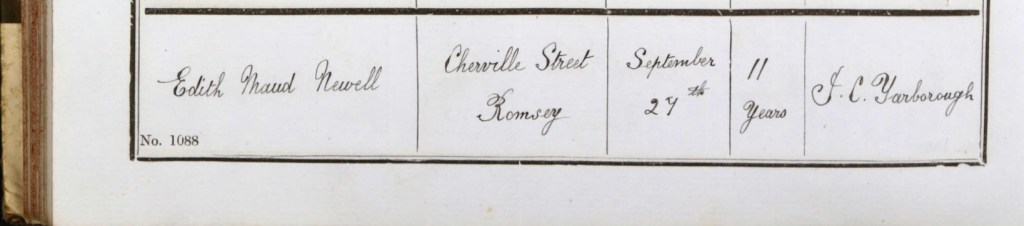 Edith Maud Newell
No. 1088
Cherville Street
Romsey
September
27th
11
Years
J. C. Yarborough